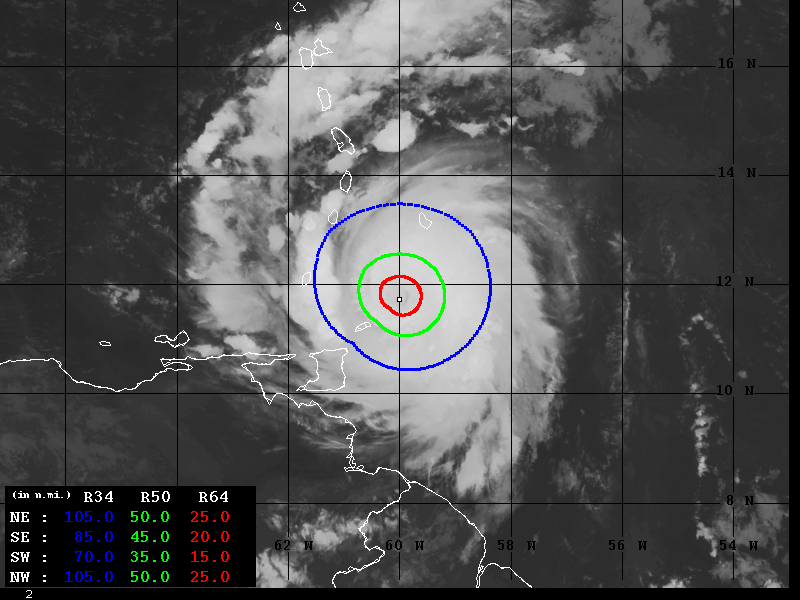 16 N
14 N
12 N
10 N
8 N
62 W 60 W 58 W 56 W 54 W
(in n.mi.) R34 R50 R64
NE : 105.0 50.0 25.0
SE : 85.0 45.0 20.0
SW : 70.0 35.0 15.0
NW : 105.0 50.0 25.0
2